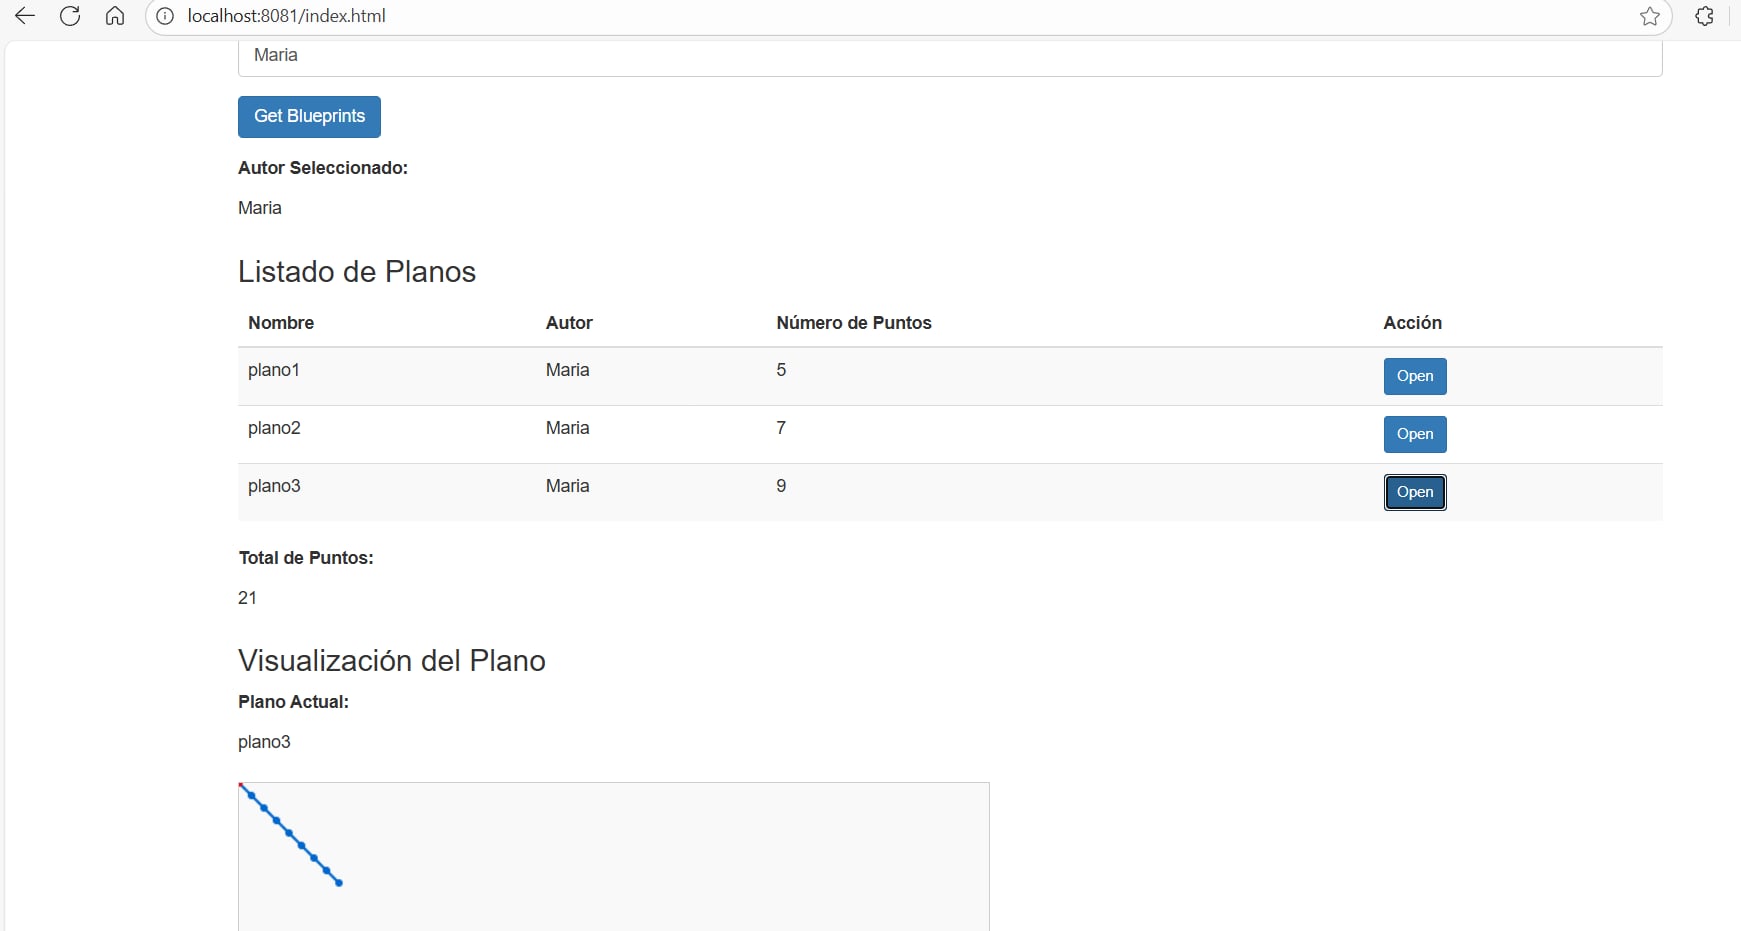 localhost:8081/index.html
Maria
Get Blueprints
Autor Seleccionado:
Maria
Listado de Planos
Nombre Autor Número de Puntos Acción
plano1 Maria 5 Open
plano2 Maria 7 Open
plano3 Maria 9 Open
Total de Puntos:
21
Visualización del Plano
Plano Actual:
plano3